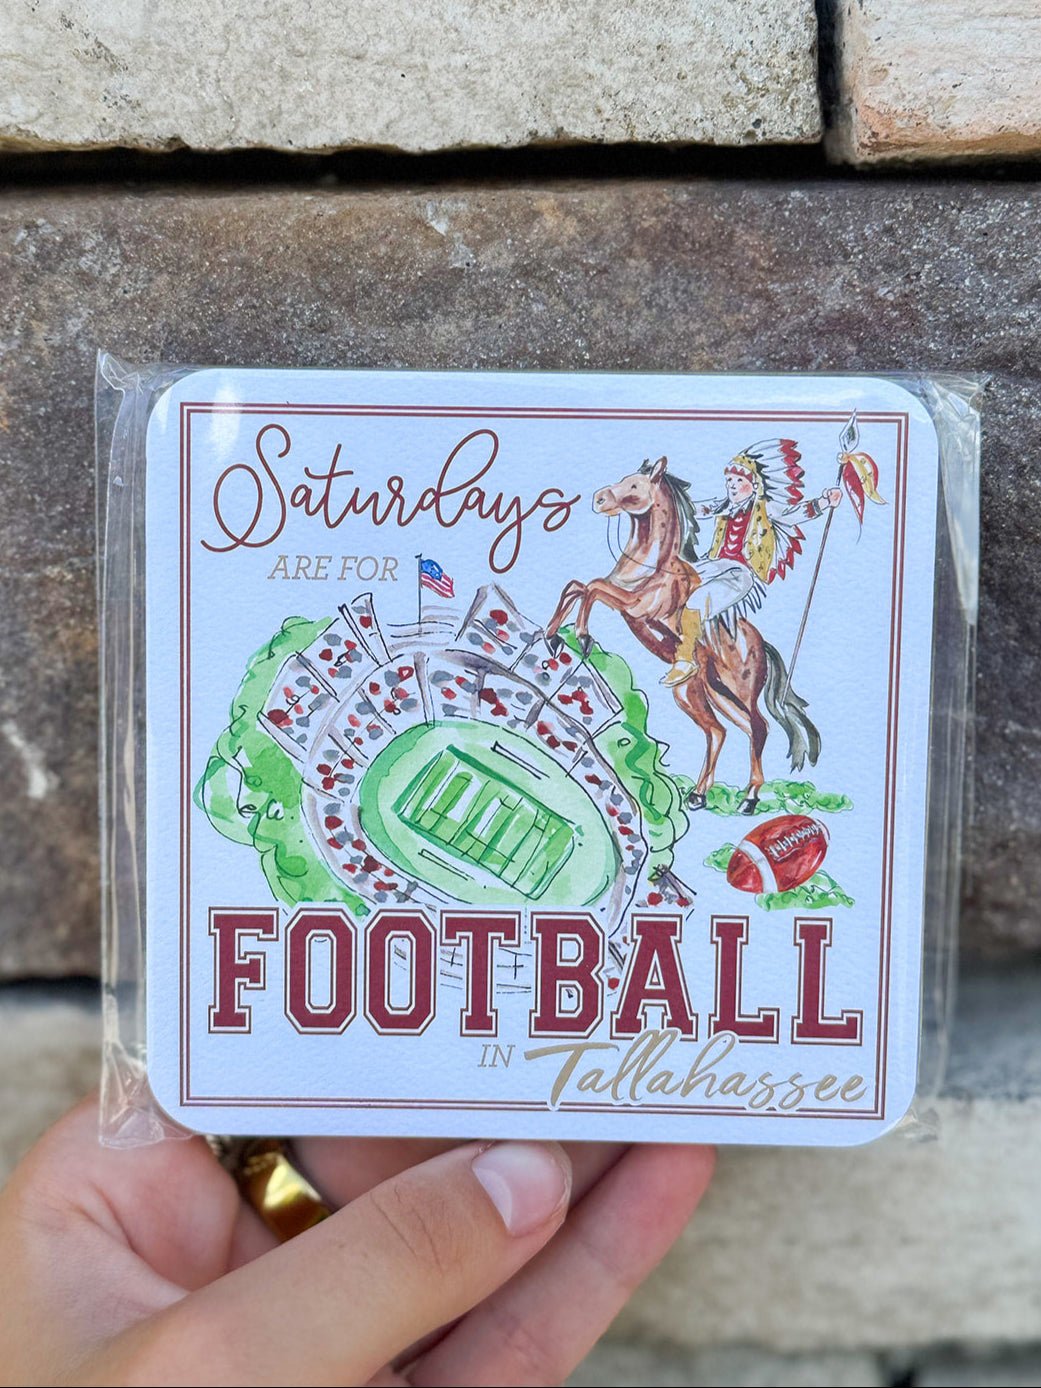 Saturdays
ARE FOR
FOOTBALL
IN Tallahassee